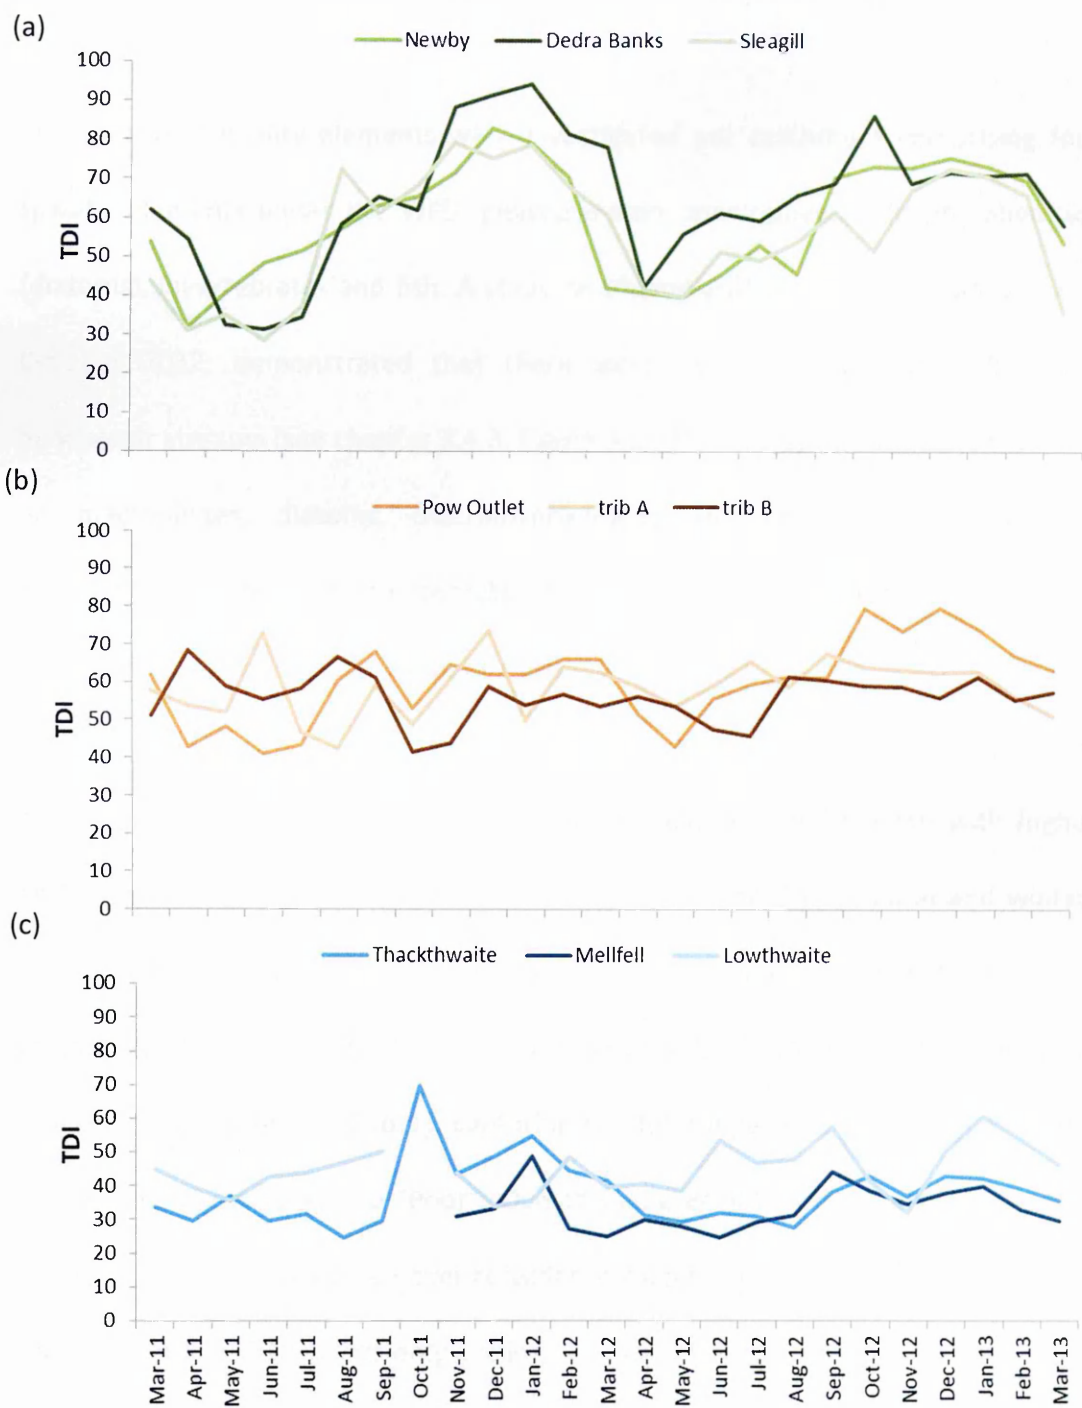 (a)
Newby Dedra Banks Sleagill
100
90
80
70
60
50
40
30
20
10
0
TDI
(b)
Pow Outlet trib A trib B
100
90
80
70
60
50
40
30
20
10
0
TDI
(c)
Thackthwaite Mellfell Lowthwaite
100
90
80
70
60
50
40
30
20
10
0
TDI
Mar-11
Apr-11
May-11
Jun-11
Jul-11
Aug-11
Sep-11
Oct-11
Nov-11
Dec-11
Jan-12
Feb-12
Mar-12
Apr-12
May-12
Jun-12
Jul-12
Aug-12
Sep-12
Oct-12
Nov-12
Dec-12
Jan-13
Feb-13
Mar-13